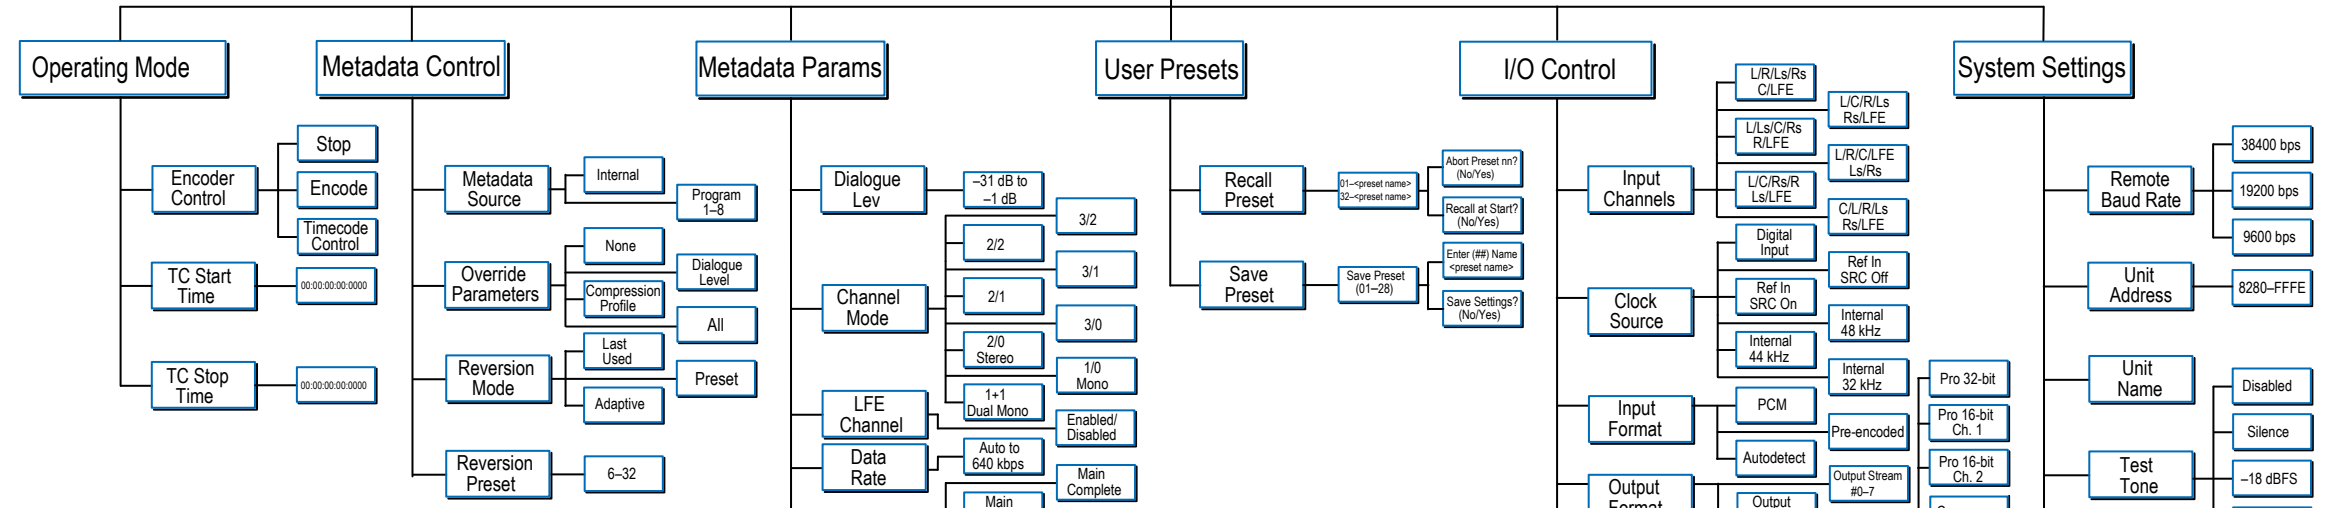 Operating Mode
Encoder
Control
Stop
Encode
Timecode
Control
TC Start
Time
00:00:00:00:0000
TC Stop
Time
00:00:00:00:0000
Metadata Control
Metadata
Source
Internal
Program
1–8
Override
Parameters
None
Dialogue
Level
Compression
Profile
All
Reversion
Mode
Last
Used
Preset
Adaptive
Reversion
Preset
6–32
Metadata Params
Dialogue
Lev
–31 dB to
–1 dB
Channel
Mode
3/2
2/2
3/1
2/1
3/0
2/0
Stereo
1/0
Mono
1+1
Dual Mono
LFE
Channel
Enabled/
Disabled
Data
Rate
Auto to
640 kbps
Main
Complete
Main
User Presets
Recall
Preset
01–<preset name>
32–<preset name>
Abort Preset nn?
(No/Yes)
Recall at Start?
(No/Yes)
Save
Preset
Save Preset
(01–28)
Enter (##) Name
<preset name>
Save Settings?
(No/Yes)
I/O Control
Input
Channels
L/R/Ls/Rs
C/LFE
L/C/R/Ls
Rs/LFE
L/Ls/C/Rs
R/LFE
L/R/C/LFE
Ls/Rs
L/C/Rs/R
Ls/LFE
C/L/R/Ls
Rs/LFE
Clock
Source
Digital
Input
Ref In
SRC Off
Ref In
SRC On
Internal
48 kHz
Internal
44 kHz
Internal
32 kHz
Input
Format
PCM
Pre-encoded
Autodetect
Output
Format
Output Stream
#0–7
Output
Pro 32-bit
Pro 16-bit
Ch. 1
Pro 16-bit
Ch. 2
System Settings
Remote
Baud Rate
38400 bps
19200 bps
9600 bps
Unit
Address
8280–FFFE
Unit
Name
Test
Tone
Disabled
Silence
–18 dBFS